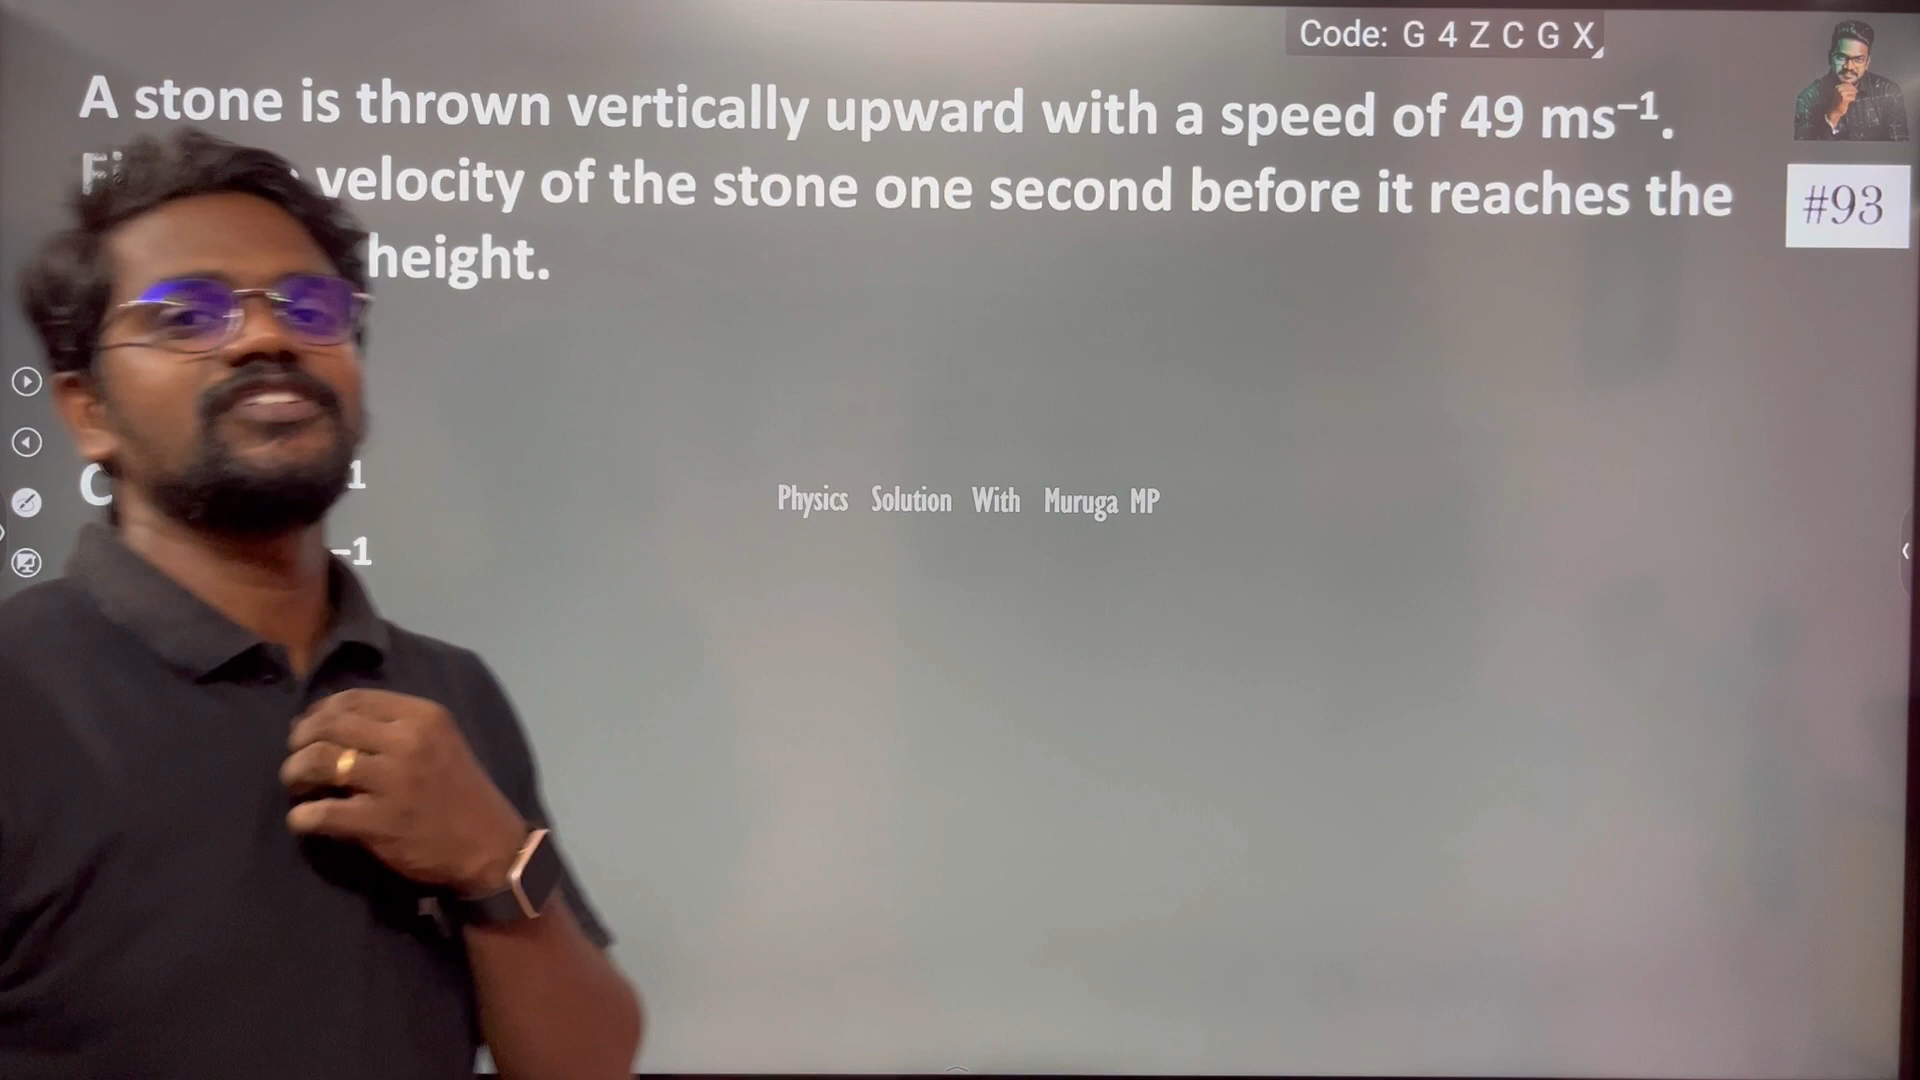 Code: G 4 Z C G X
A stone is thrown vertically upward with a speed of 49 ms⁻¹.
velocity of the stone one second before it reaches the
#93
height.
1
Physics Solution With Muruga MP
–1